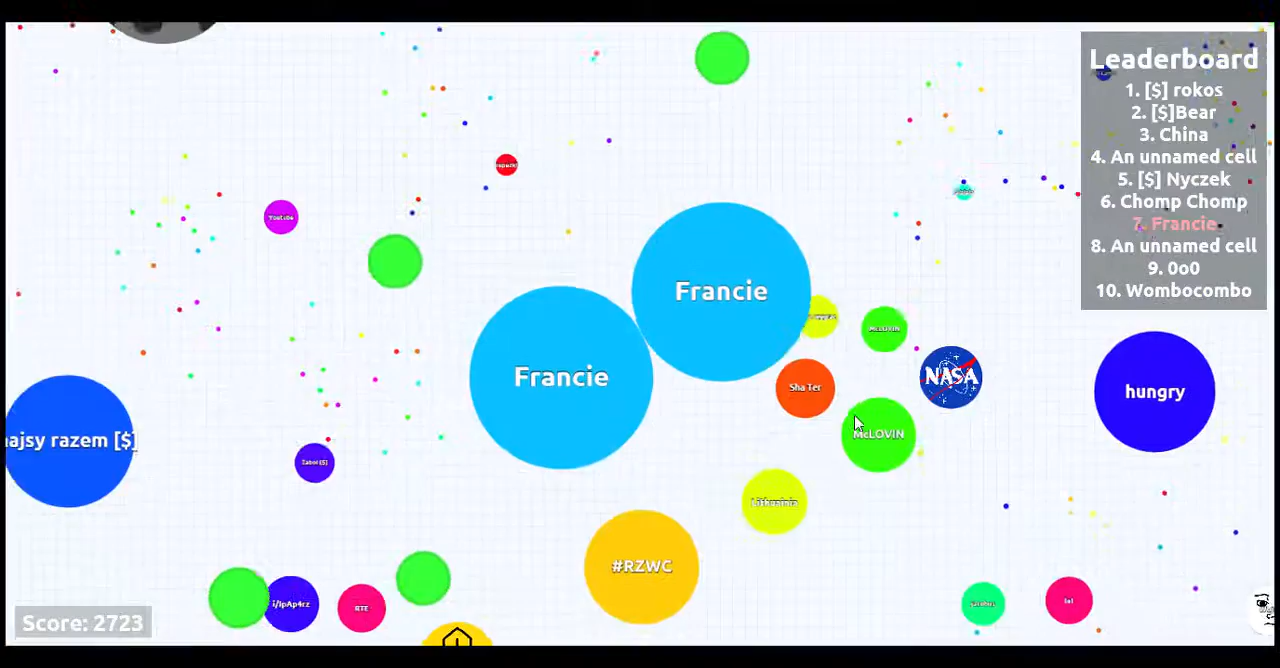 Leaderboard
1. [$] rokos
2. [$]Bear
3. China
4. An unnamed cell
5. [$] Nyczek
6. Chomp Chomp
7. Francie
8. An unnamed cell
9. 0o0
10. Wombocombo
Youtube
Francie
McLOVIN
Francie
NASA
Sha Ter
hungry
McLOVIN
ajsy razem [$]
Lithuainia
#RZWC
RTE
lol
Score: 2723